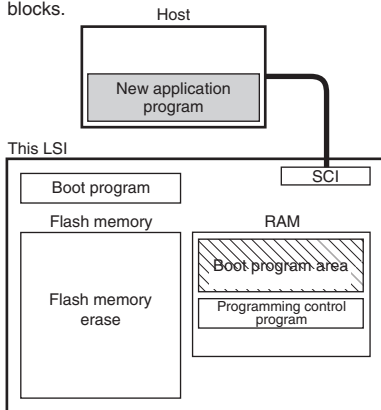 blocks.
Host
New application
program
This LSI
SCI
Boot program
Flash memory
RAM
Boot program area
Flash memory
erase
Programming control
program